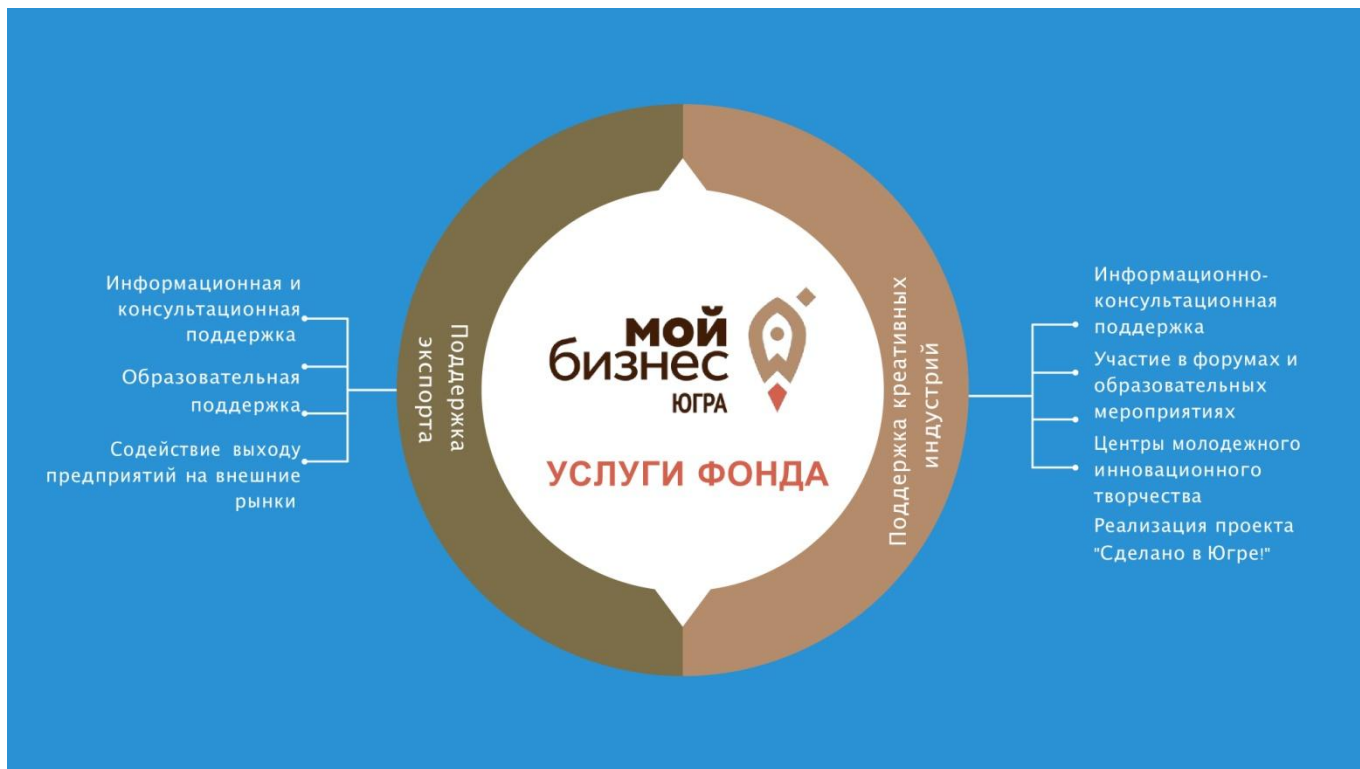 Информационная и
консультационная
поддержка
Образовательная
поддержка
Содействие выходу
предприятий на внешние
рынки
Поддержка
экспорта
мой
бизнес
ЮГРА
УСЛУГИ ФОНДА
Поддержка креативных
индустрий
Информационно-
консультационная
поддержка
Участие в форумах и
образовательных
мероприятиях
Центры молодежного
инновационного
творчества
Реализация проекта
"Сделано в Югре!"